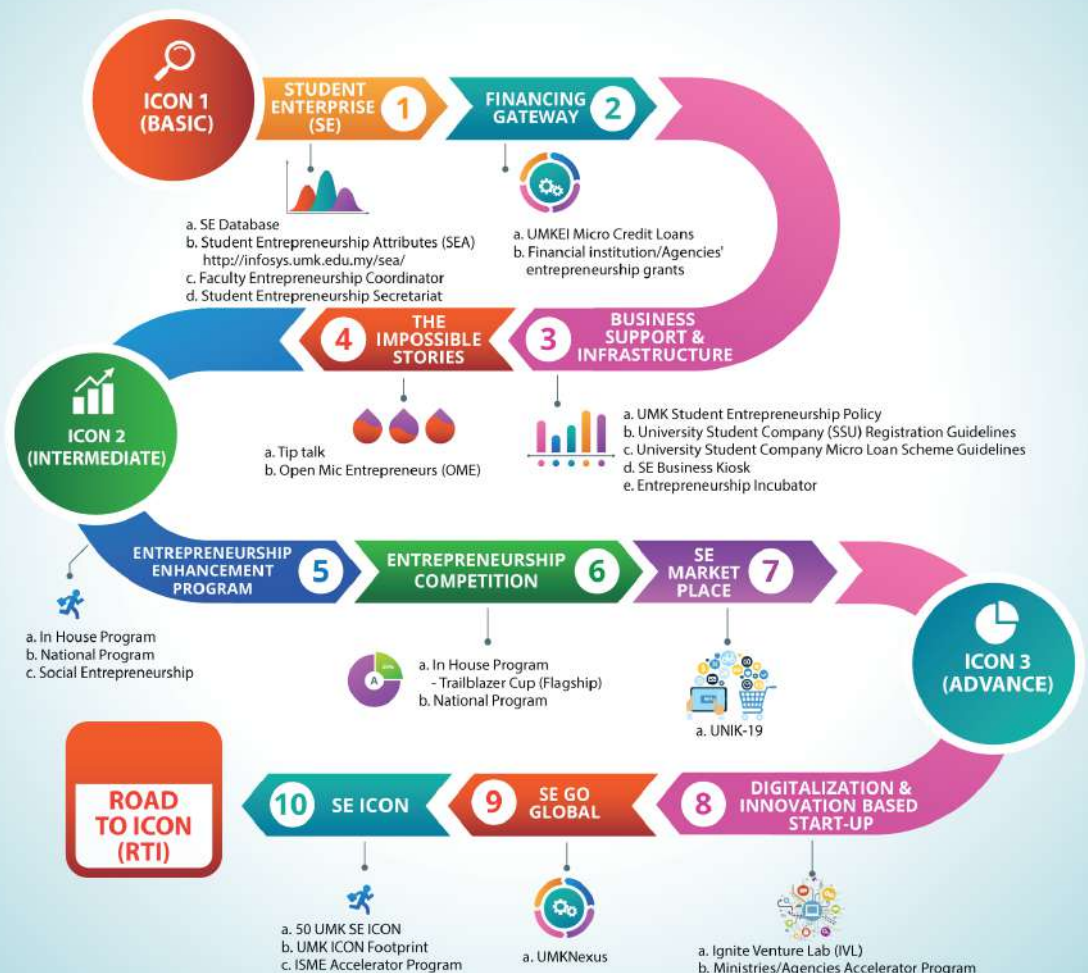 ICON 1
(BASIC)
STUDENT
ENTERPRISE
(SE)
1
FINANCING
GATEWAY
2
a. SE Database
b. Student Entrepreneurship Attributes (SEA)
http://infosys.umk.edu.my/sea/
c. Faculty Entrepreneurship Coordinator
d. Student Entrepreneurship Secretariat
a. UMKEI Micro Credit Loans
b. Financial institution/Agencies'
entrepreneurship grants
BUSINESS
SUPPORT &
INFRASTRUCTURE
3
a. UMK Student Entrepreneurship Policy
b. University Student Company (SSU) Registration Guidelines
c. University Student Company Micro Loan Scheme Guidelines
d. SE Business Kiosk
e. Entrepreneurship Incubator
4
THE
IMPOSSIBLE
STORIES
a. Tip talk
b. Open Mic Entrepreneurs (OME)
ICON 2
(INTERMEDIATE)
ENTREPRENEURSHIP
ENHANCEMENT
PROGRAM
5
a. In House Program
b. National Program
c. Social Entrepreneurship
ENTREPRENEURSHIP
COMPETITION
6
A
a. In House Program
- Trailblazer Cup (Flagship)
b. National Program
SE
MARKET
PLACE
7
a. UNIK-19
ICON 3
(ADVANCE)
8
DIGITALIZATION &
INNOVATION BASED
START-UP
a. Ignite Venture Lab (IVL)
b. Ministries/Agencies Accelerator Program
9
SE GO
GLOBAL
a. UMKNexus
10
SE ICON
a. 50 UMK SE ICON
b. UMK ICON Footprint
c. ISME Accelerator Program
ROAD
TO ICON
(RTI)